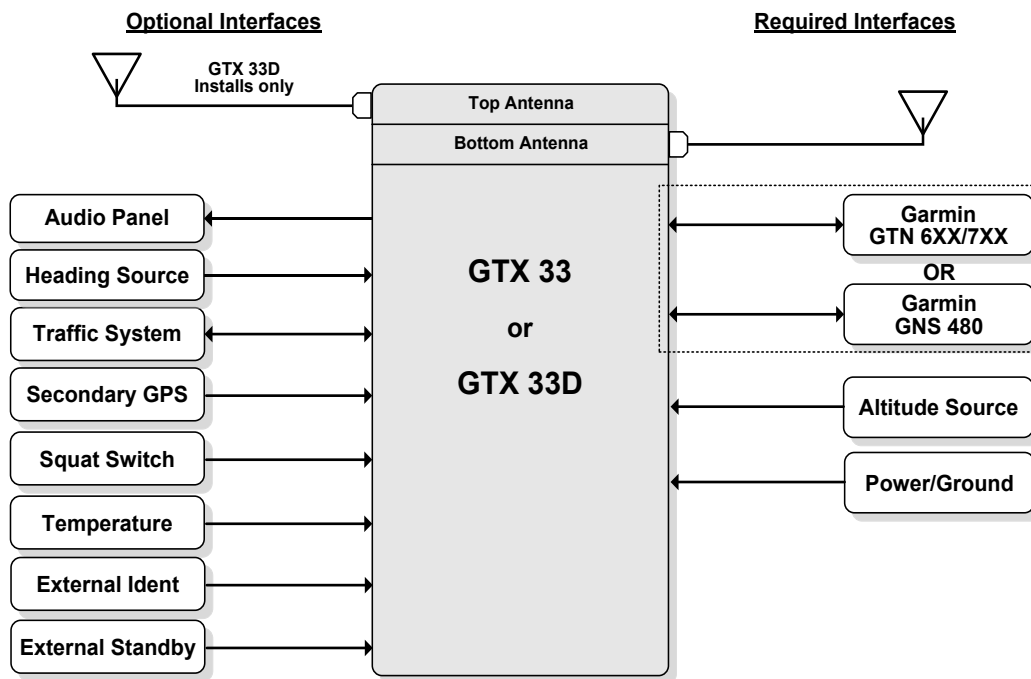 Optional Interfaces
Required Interfaces
GTX 33D
Installs only
Top Antenna
Bottom Antenna
Audio Panel
Heading Source
Traffic System
Secondary GPS
Squat Switch
Temperature
External Ident
External Standby
GTX 33
or
GTX 33D
Garmin
GTN 6XX/7XX
OR
Garmin
GNS 480
Altitude Source
Power/Ground